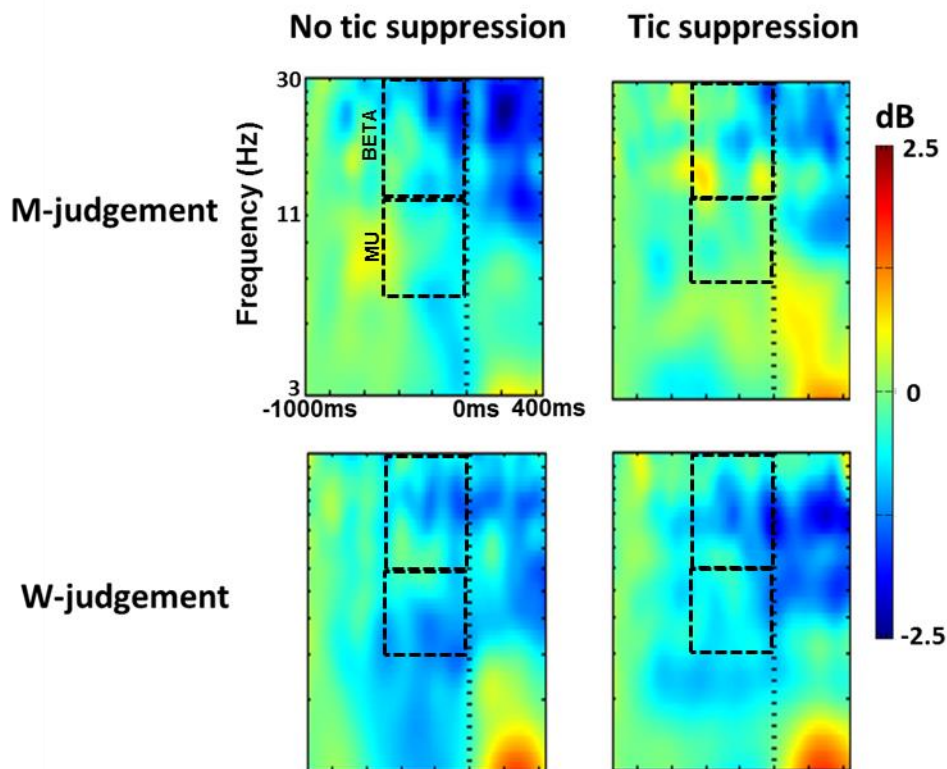 No tic suppression
Tic suppression
M-judgement
W-judgement
Frequency (Hz)
30
11
3
BETA
MU
-1000ms
0ms
400ms
dB
2.5
0
-2.5